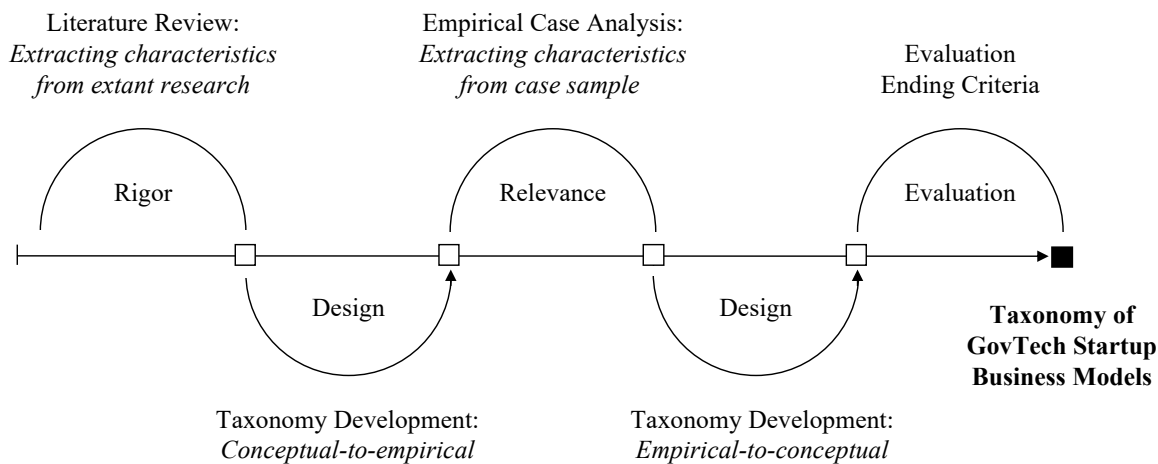 Literature Review:
Extracting characteristics
from extant research
Empirical Case Analysis:
Extracting characteristics
from case sample
Evaluation
Ending Criteria
Rigor
Relevance
Evaluation
Design
Design
Taxonomy of
GovTech Startup
Business Models
Taxonomy Development:
Conceptual-to-empirical
Taxonomy Development:
Empirical-to-conceptual